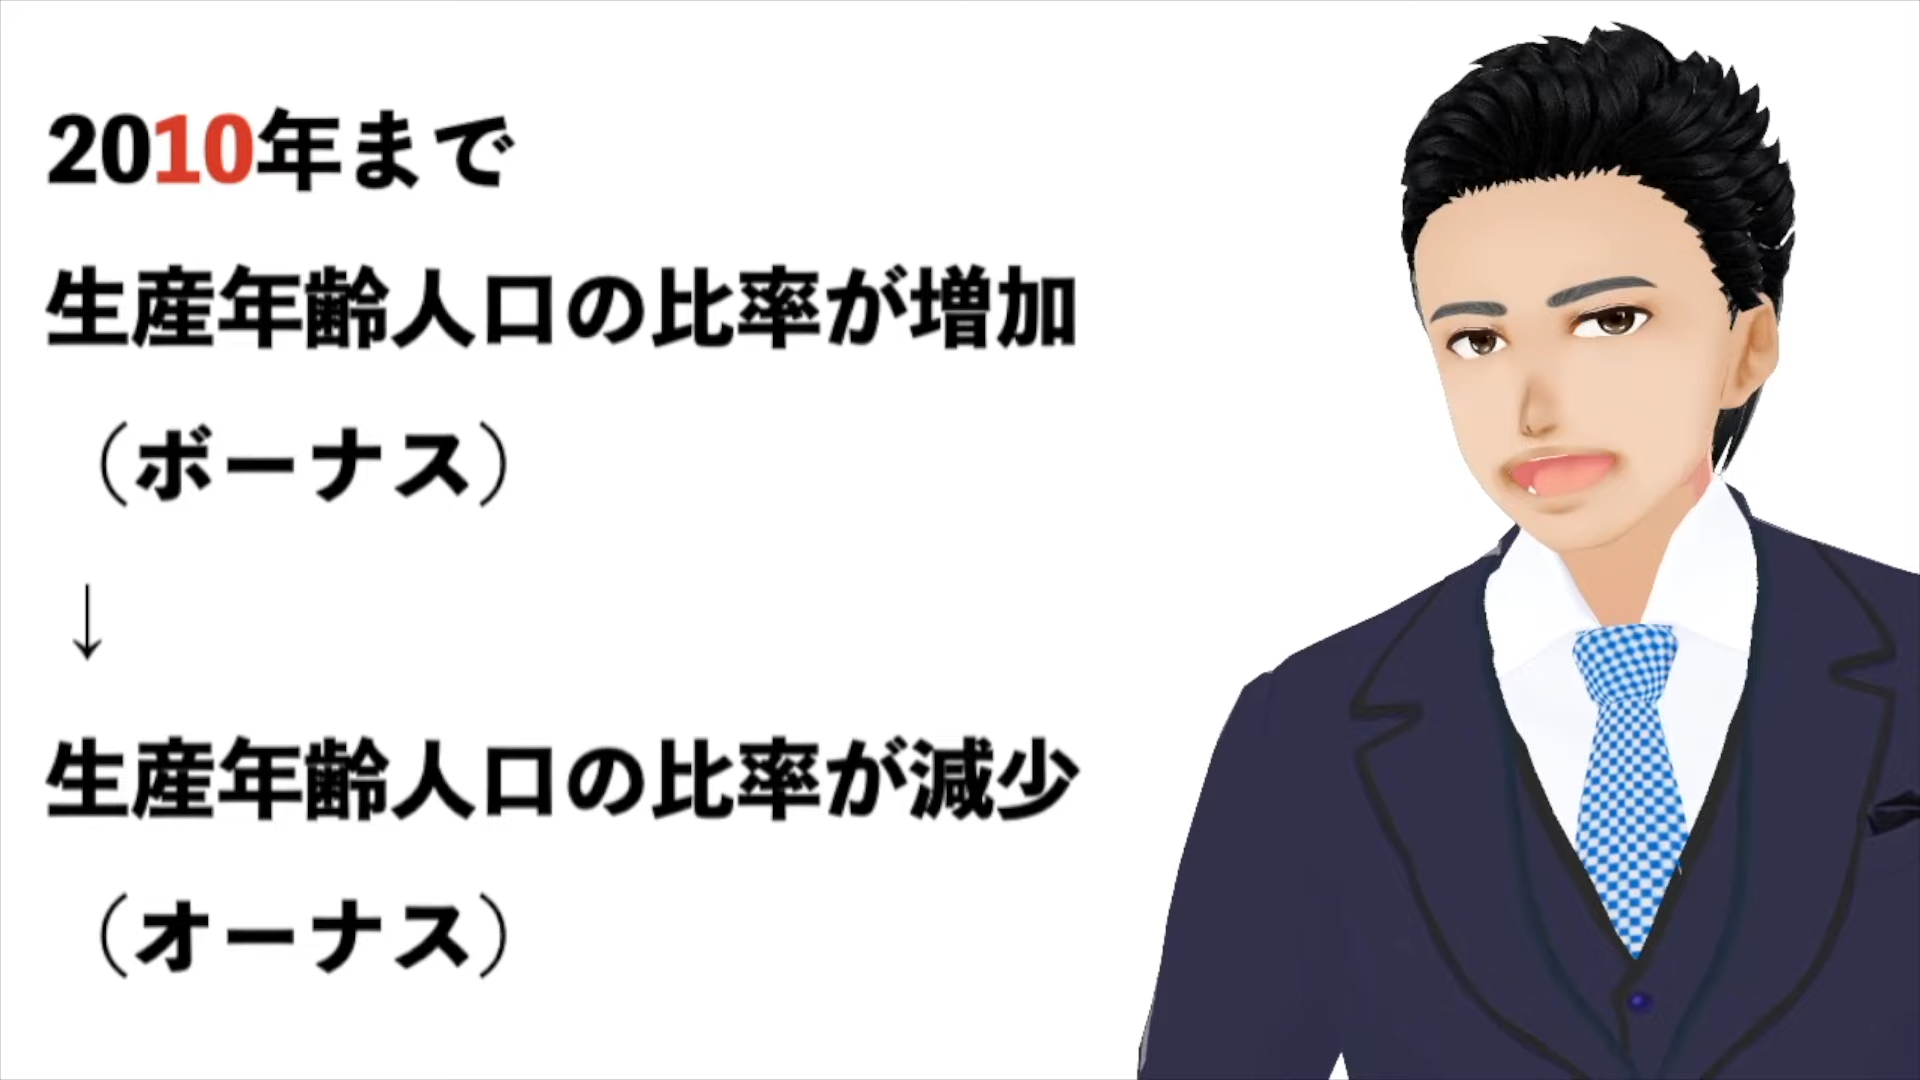 2010年まで
生産年齢人口の比率が増加
（ボーナス）
↓
生産年齢人口の比率が減少
（オーナス）